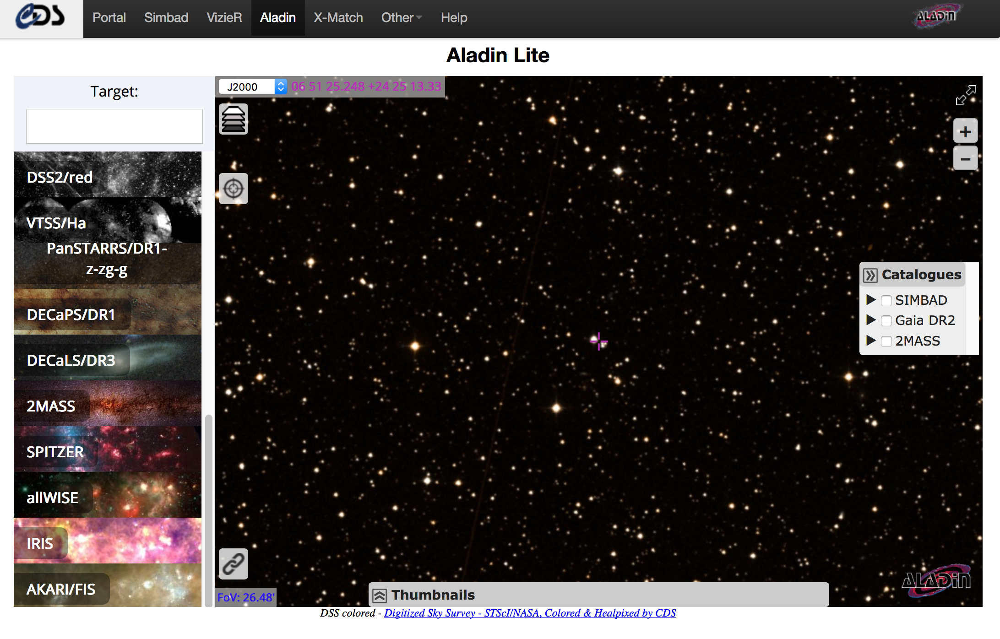 CDS Portal Simbad VizieR Aladin X-Match Other Help ALADIN
Aladin Lite
Target:
J2000 06 51 25.248 +24 25 13.33
+
−
DSS2/red
VTSS/Ha
PanSTARRS/DR1-
z-zg-g
DECaPS/DR1
DECaLS/DR3
2MASS
SPITZER
allWISE
IRIS
AKARI/FIS
Catalogues
SIMBAD
Gaia DR2
2MASS
ALADIN
FoV: 26.48'
Thumbnails
DSS colored - Digitized Sky Survey - STScI/NASA, Colored & Healpixed by CDS